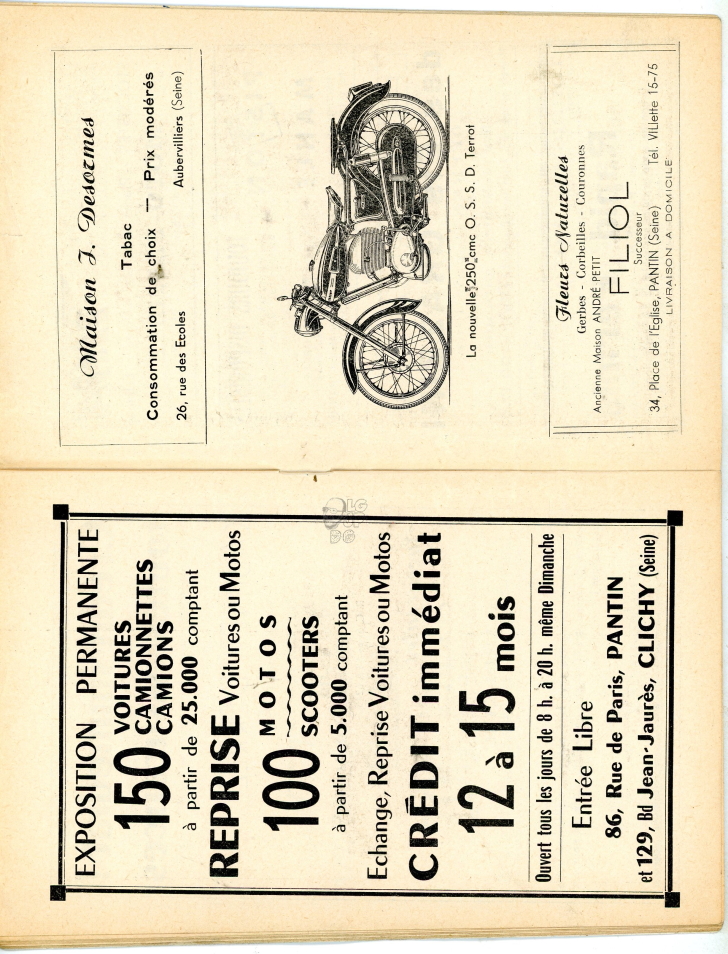 Maison J. Desormes
Tabac
Consommation de choix — Prix modérés
26, rue des Ecoles Aubervilliers (Seine)
La nouvelle "250" cmc O. S. S. D. Terrot
Fleurs Naturelles
Gerbes - Corbeilles - Couronnes
Ancienne Maison ANDRÉ PETIT
FILIOL
Successeur
34, Place de l'Eglise, PANTIN (Seine) Tél. VILlette 15-75
LIVRAISON A DOMICILE
EXPOSITION PERMANENTE
150 VOITURES
CAMIONNETTES
CAMIONS
à partir de 25.000 comptant
REPRISE Voitures ou Motos
100 MOTOS
SCOOTERS
à partir de 5.000 comptant
Echange, Reprise Voitures ou Motos
CRÉDIT immédiat
12 à 15 mois
Ouvert tous les jours de 8 h. à 20 h. même Dimanche
Entrée Libre
86, Rue de Paris, PANTIN
et 129, Bd Jean-Jaurès, CLICHY (Seine)